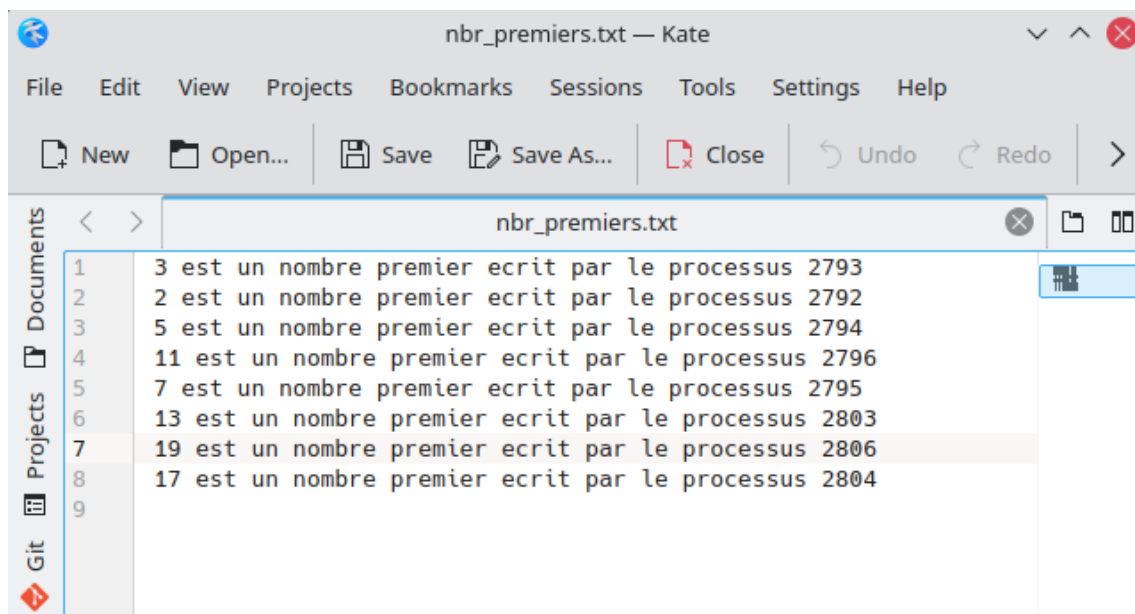 nbr_premiers.txt — Kate
File Edit View Projects Bookmarks Sessions Tools Settings Help
New Open... Save Save As... Close Undo Redo
nbr_premiers.txt
Documents
Projects
Git
1 3 est un nombre premier ecrit par le processus 2793
2 2 est un nombre premier ecrit par le processus 2792
3 5 est un nombre premier ecrit par le processus 2794
4 11 est un nombre premier ecrit par le processus 2796
5 7 est un nombre premier ecrit par le processus 2795
6 13 est un nombre premier ecrit par le processus 2803
7 19 est un nombre premier ecrit par le processus 2806
8 17 est un nombre premier ecrit par le processus 2804
9